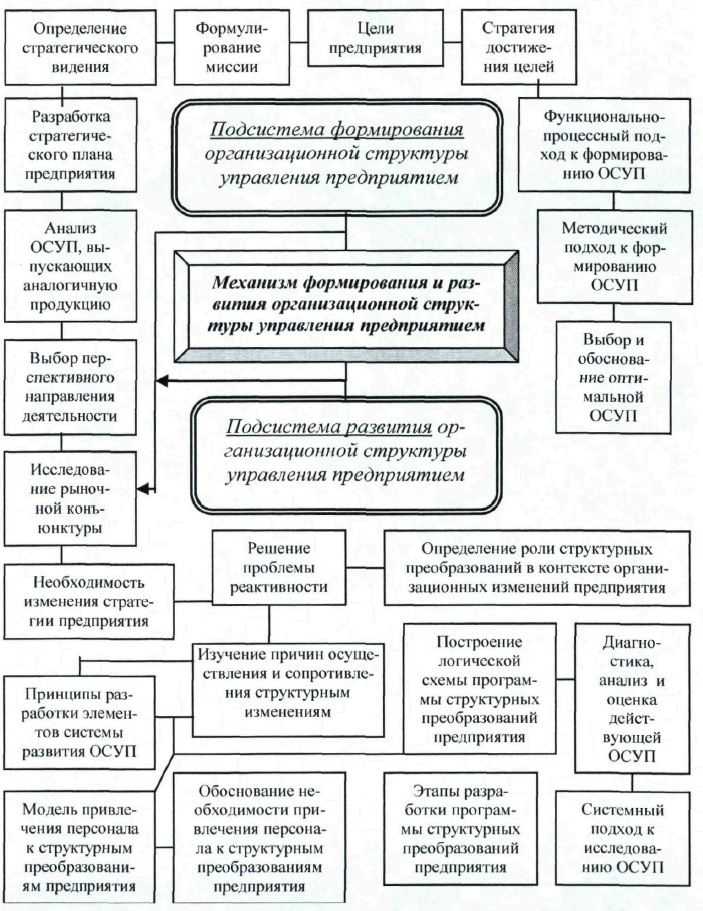 Определение
стратегического
видения
Формули-
рование
миссии
Цели
предприятия
Стратегия
достиже-
ния целей
Разработка
стратегиче-
ского плана
предприятия
Подсистема формирования
организационной структуры
управления предприятием
Функционально-
процессный под-
ход к формирова-
нию ОСУП
Анализ
ОСУП, вы-
пускающих
аналогичную
продукцию
Методический
подход к фор-
мированию
ОСУП
Механизм формирования и раз-
вития организационной струк-
туры управления предприятием
Выбор пер-
спективного
направления
деятельности
Выбор и
обоснова-
ние опти-
мальной
ОСУП
Подсистема развития ор-
ганизационной структуры
управления предприятием
Исследова-
ние рыноч-
ной конъ-
юнктуры
Необходимость
изменения страте-
гии предприятия
Решение
проблемы
реактивности
Определение роли структурных
преобразований в контексте органи-
зационных изменений предприятия
Изучение причин осуще-
ствления и сопротивле-
ния структурным
изменениям
Построение
логической
схемы програм-
мы структурных
преобразований
предприятия
Диагно-
стика,
анализ и
оценка
дейст-
вующей
ОСУП
Принципы раз-
работки элемен-
тов системы
развития ОСУП
Модель привле-
чения персонала
к структурным
преобразовани-
ям предприятия
Обоснование не-
обходимости при-
влечения персона-
ла к структурным
преобразованиям
предприятия
Этапы разра-
ботки програм-
мы структурных
преобразований
предприятия
Системный
подход к
исследова-
нию ОСУП